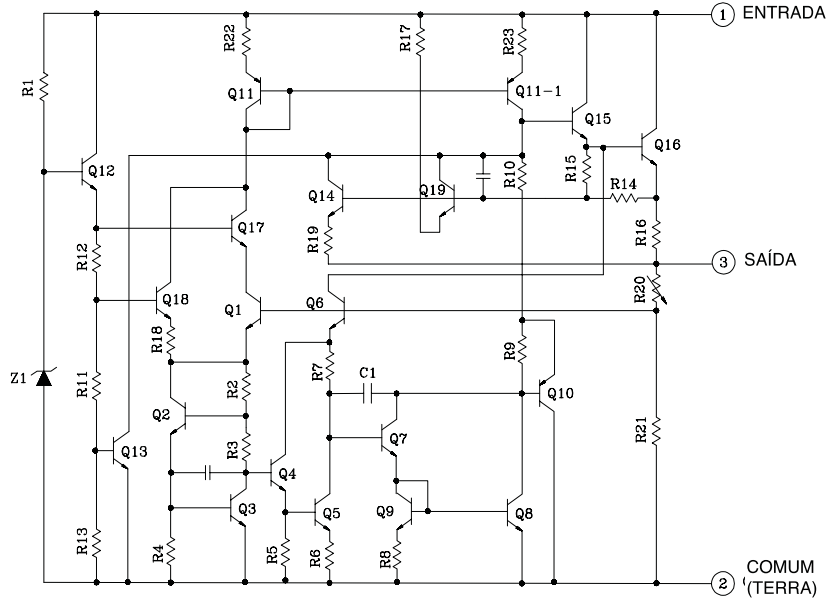 1 ENTRADA
R22
R17
R23
R1
Q11
Q11-1
Q15
Q16
Q12
R10
R15
R14
Q14
Q19
R16
Q17
R19
R12
3 SAÍDA
R20
Q18
Q1
Q6
R18
R9
R7
C1
Z1
R11
R2
Q10
Q2
R21
Q7
Q13
R3
Q4
Q3
Q5
Q9
Q8
R13
R4
R5
R6
R8
COMUM
2 (TERRA)